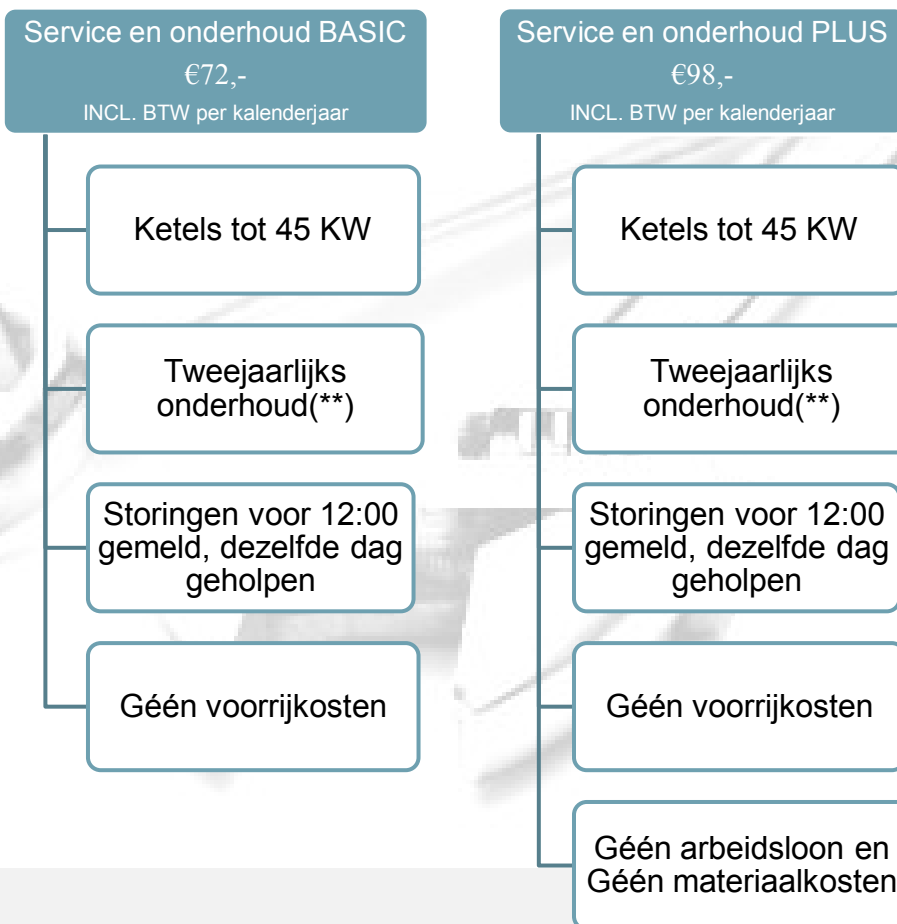 Service en onderhoud BASIC
€72,-
INCL. BTW per kalenderjaar
Ketels tot 45 KW
Tweejaarlijks
onderhoud(**)
Storingen voor 12:00
gemeld, dezelfde dag
geholpen
Géén voorrijkosten
Service en onderhoud PLUS
€98,-
INCL. BTW per kalenderjaar
Ketels tot 45 KW
Tweejaarlijks
onderhoud(**)
Storingen voor 12:00
gemeld, dezelfde dag
geholpen
Géén voorrijkosten
Géén arbeidsloon en
Géén materiaalkosten